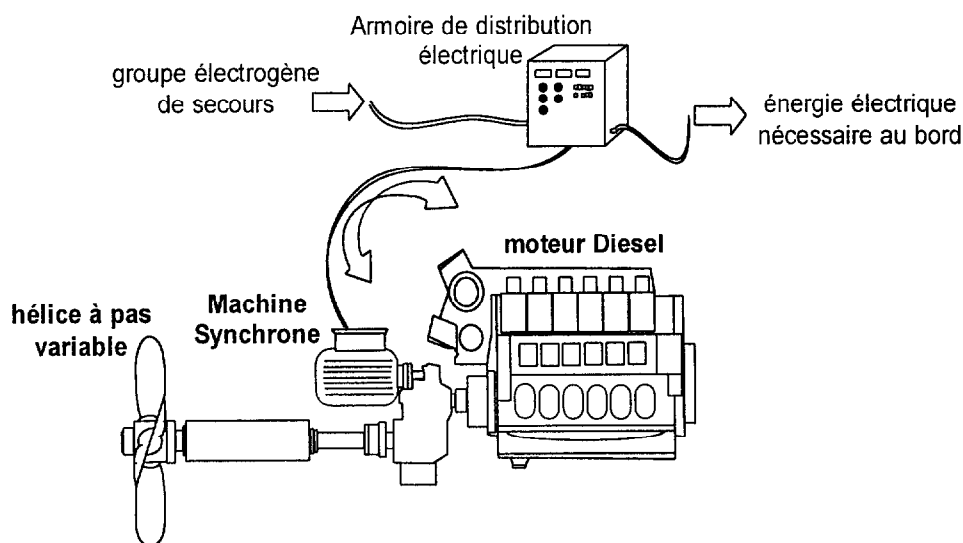 Armoire de distribution
électrique
groupe électrogène
de secours
énergie électrique
nécessaire au bord
moteur Diesel
Machine
Synchrone
hélice à pas
variable